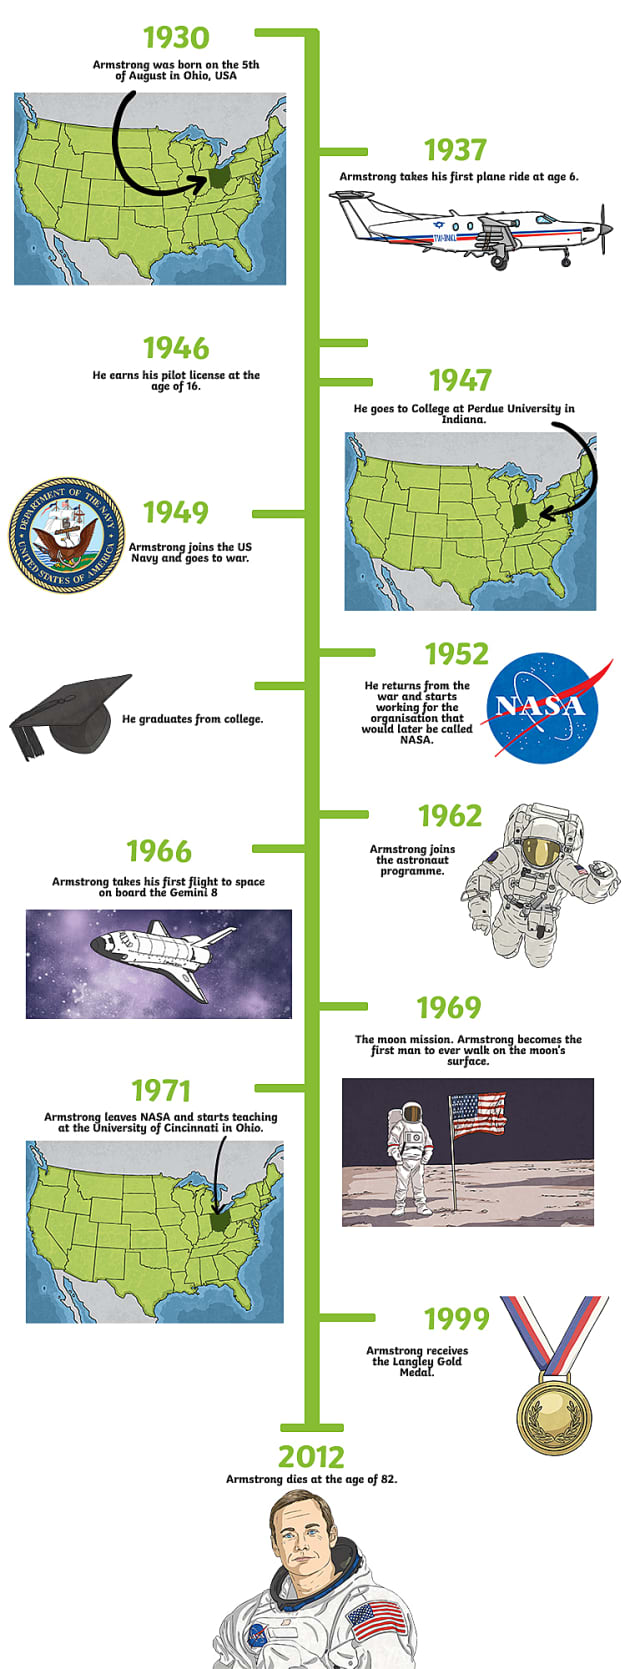 1930
Armstrong was born on the 5th
of August in Ohio, USA
1937
Armstrong takes his first plane ride at age 6.
1946
He earns his pilot license at the
age of 16.
1947
He goes to College at Perdue University in
Indiana.
DEPARTMENT OF THE NAVY
UNITED STATES OF AMERICA
1949
Armstrong joins the US
Navy and goes to war.
1952
He returns from the
war and starts
working for the
organisation that
would later be called
NASA.
NASA
He graduates from college.
1962
Armstrong joins
the astronaut
programme.
1966
Armstrong takes his first flight to space
on board the Gemini 8
1969
The moon mission. Armstrong becomes the
first man to ever walk on the moon's
surface.
1971
Armstrong leaves NASA and starts teaching
at the University of Cincinnati in Ohio.
1999
Armstrong receives
the Langley Gold
Medal.
2012
Armstrong dies at the age of 82.